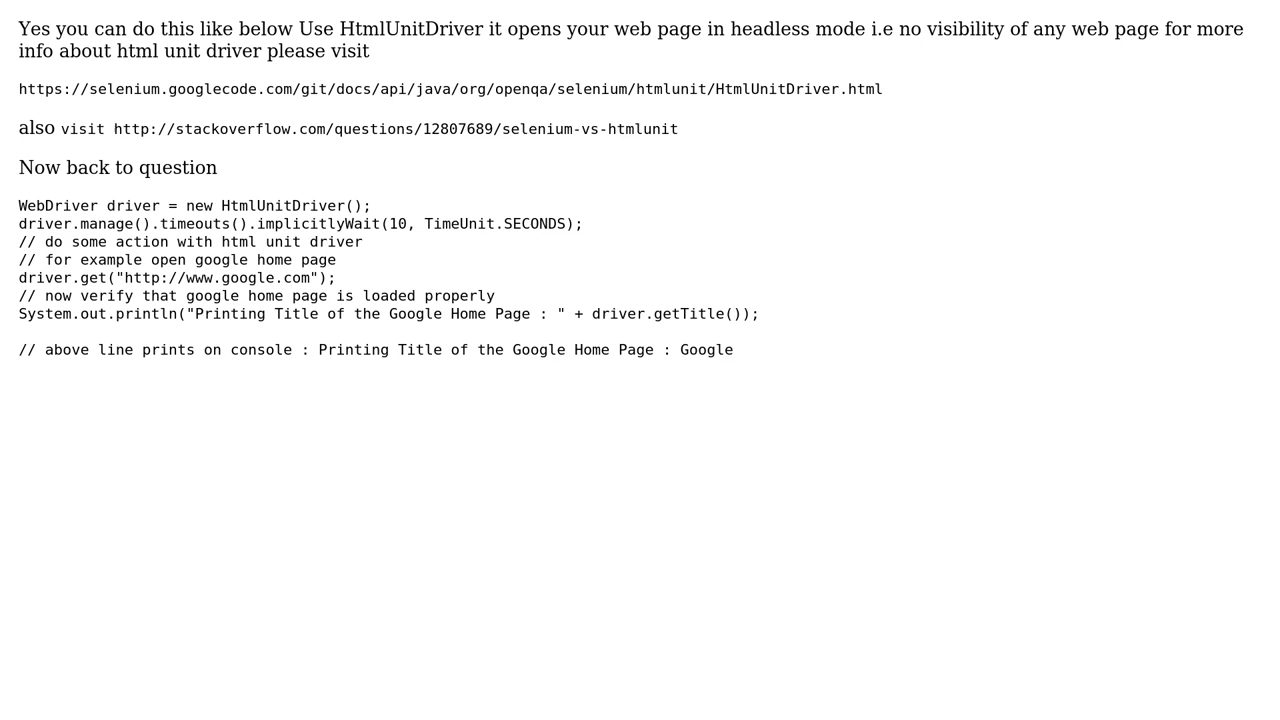 Yes you can do this like below Use HtmlUnitDriver it opens your web page in headless mode i.e no visibility of any web page for more
info about html unit driver please visit
https://selenium.googlecode.com/git/docs/api/java/org/openqa/selenium/htmlunit/HtmlUnitDriver.html
also visit http://stackoverflow.com/questions/12807689/selenium-vs-htmlunit
Now back to question
WebDriver driver = new HtmlUnitDriver();
driver.manage().timeouts().implicitlyWait(10, TimeUnit.SECONDS);
// do some action with html unit driver
// for example open google home page
driver.get("http://www.google.com");
// now verify that google home page is loaded properly
System.out.println("Printing Title of the Google Home Page : " + driver.getTitle());
// above line prints on console : Printing Title of the Google Home Page : Google